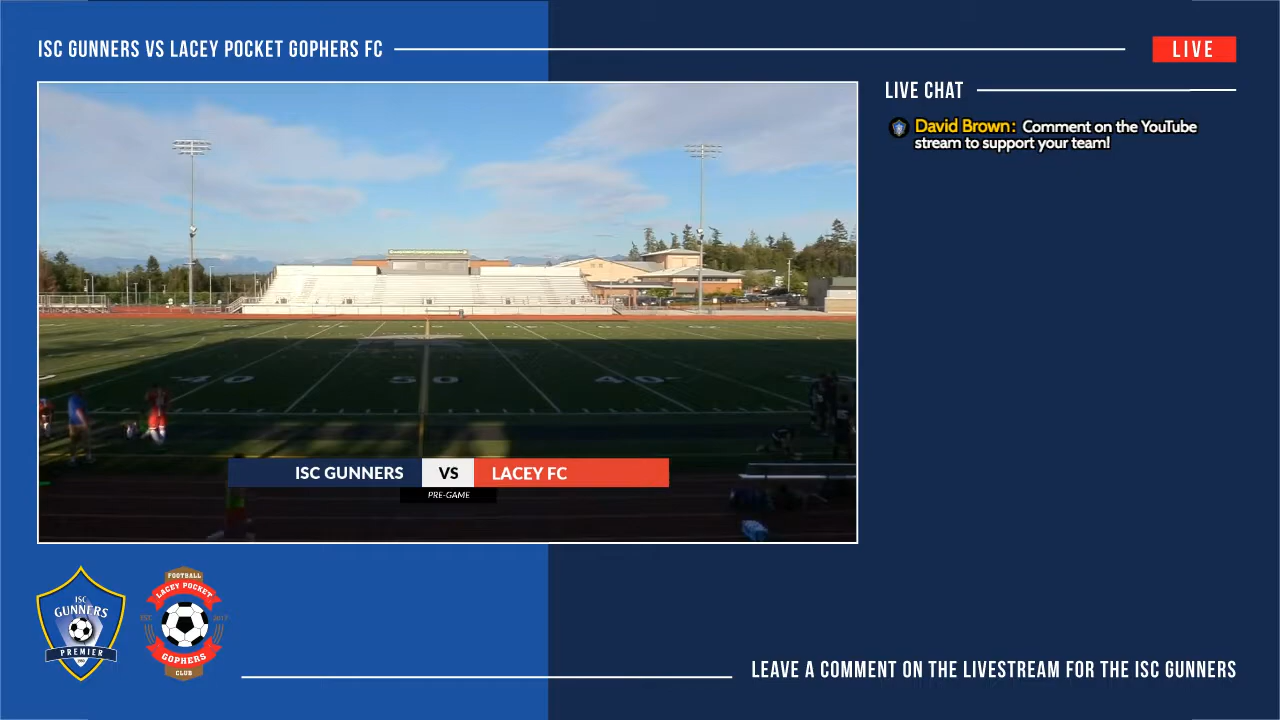 ISC GUNNERS VS LACEY POCKET GOPHERS FC
LIVE
LIVE CHAT
David Brown: Comment on the YouTube
stream to support your team!
40
50
40
ISC GUNNERS VS LACEY FC
PRE-GAME
ISC
GUNNERS
PREMIER
FOOTBALL
LACEY POCKET
EST.
GOPHERS
CLUB
LEAVE A COMMENT ON THE LIVESTREAM FOR THE ISC GUNNERS